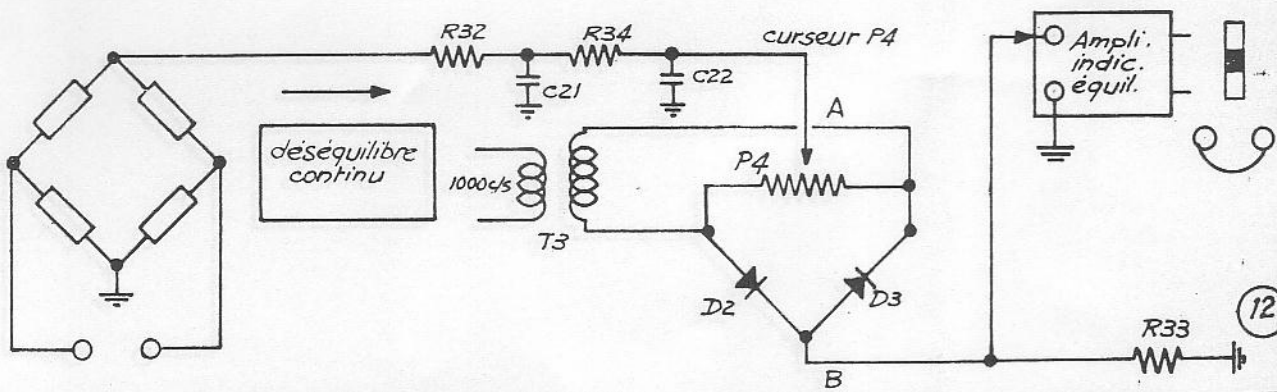 R32
R34
curseur P4
C21
C22
A
Ampli.
indic.
équil.
déséquilibre
continu
1000c/s
T3
P4
D2
D3
B
R33
12